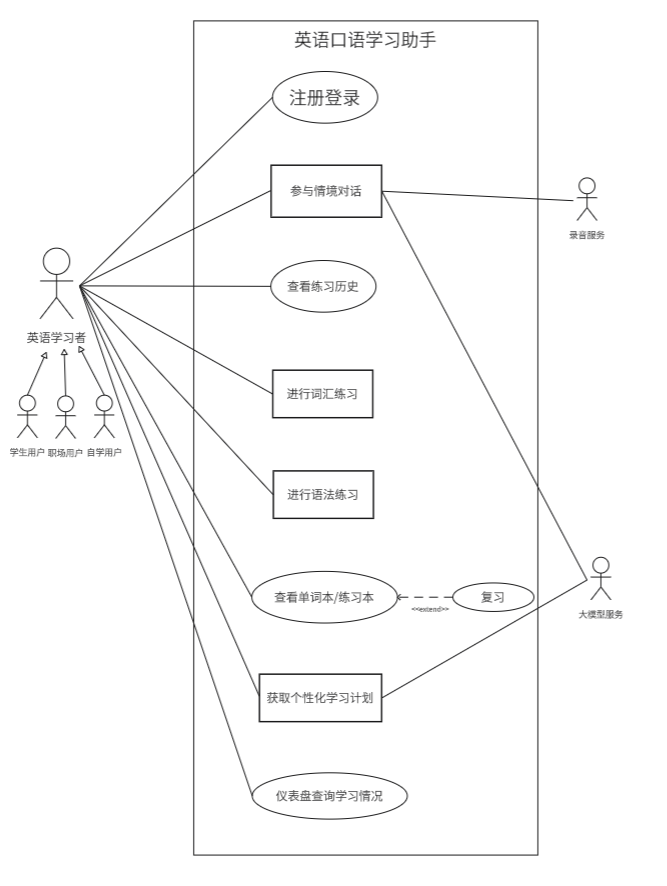 英语口语学习助手
注册登录
参与情境对话
录音服务
查看练习历史
英语学习者
进行词汇练习
学生用户
职场用户
自学用户
进行语法练习
查看单词本/练习本
复习
<<extend>>
大模型服务
获取个性化学习计划
仪表盘查询学习情况